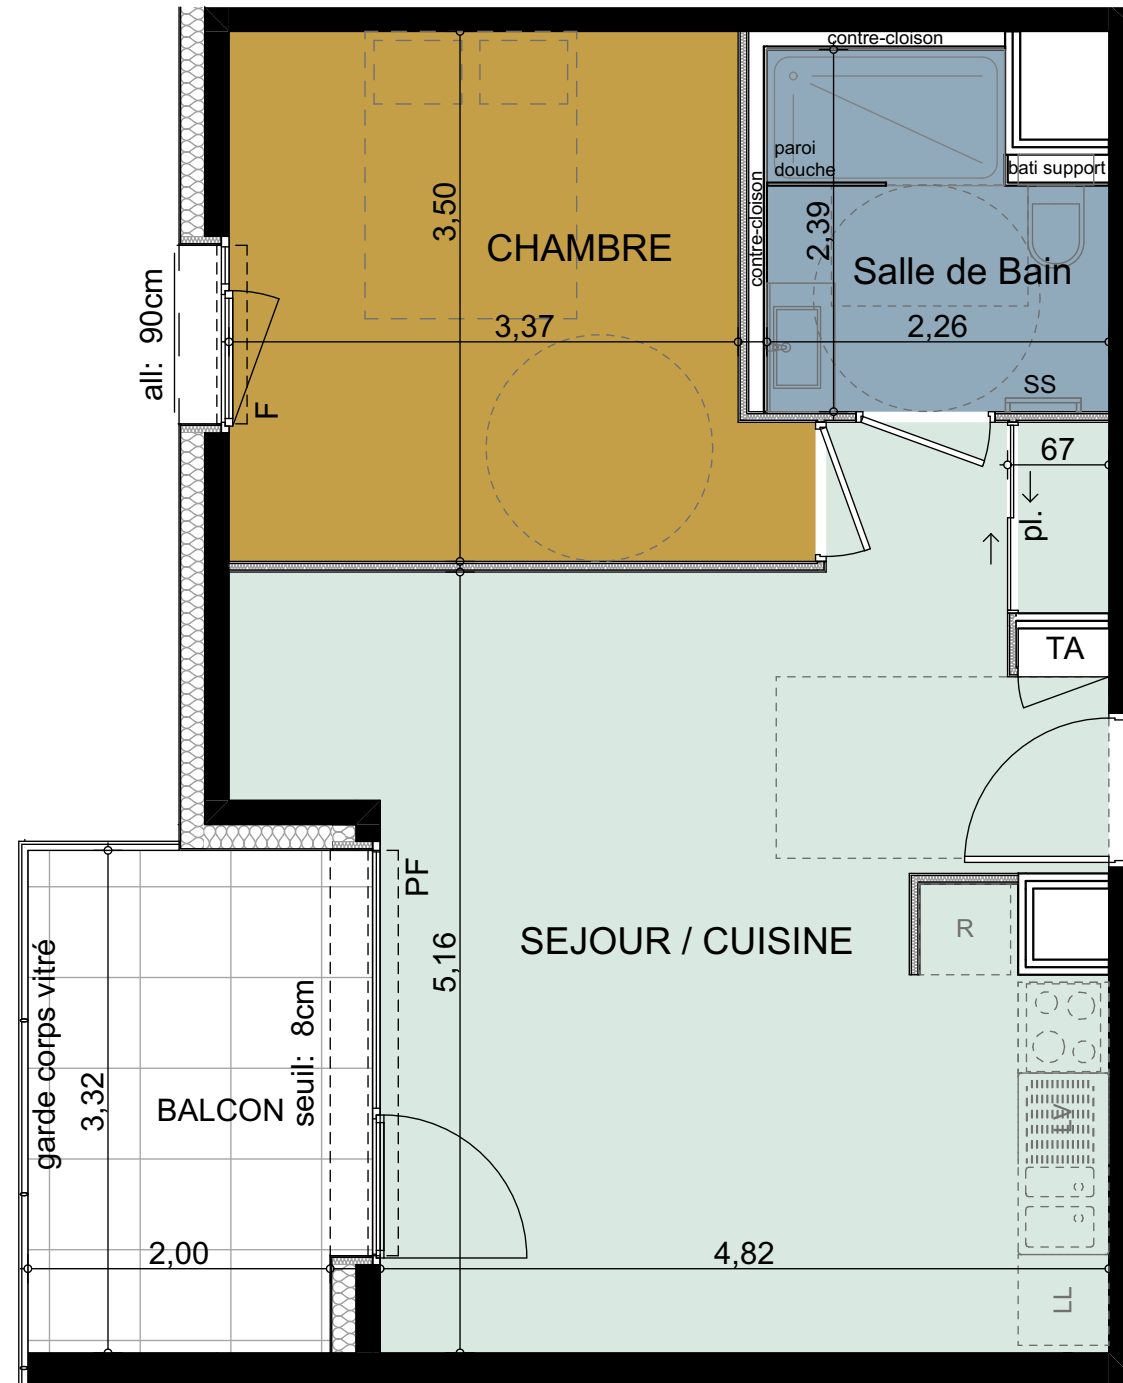 contre-cloison
paroi
douche
bati support
contre-cloison
3,50
2,39
CHAMBRE
Salle de Bain
3,37
2,26
all: 90cm
F
SS
67
pl.
TA
PF
R
SEJOUR / CUISINE
5,16
garde corps vitré
3,32
seuil: 8cm
BALCON
LV
2,00
4,82
LL